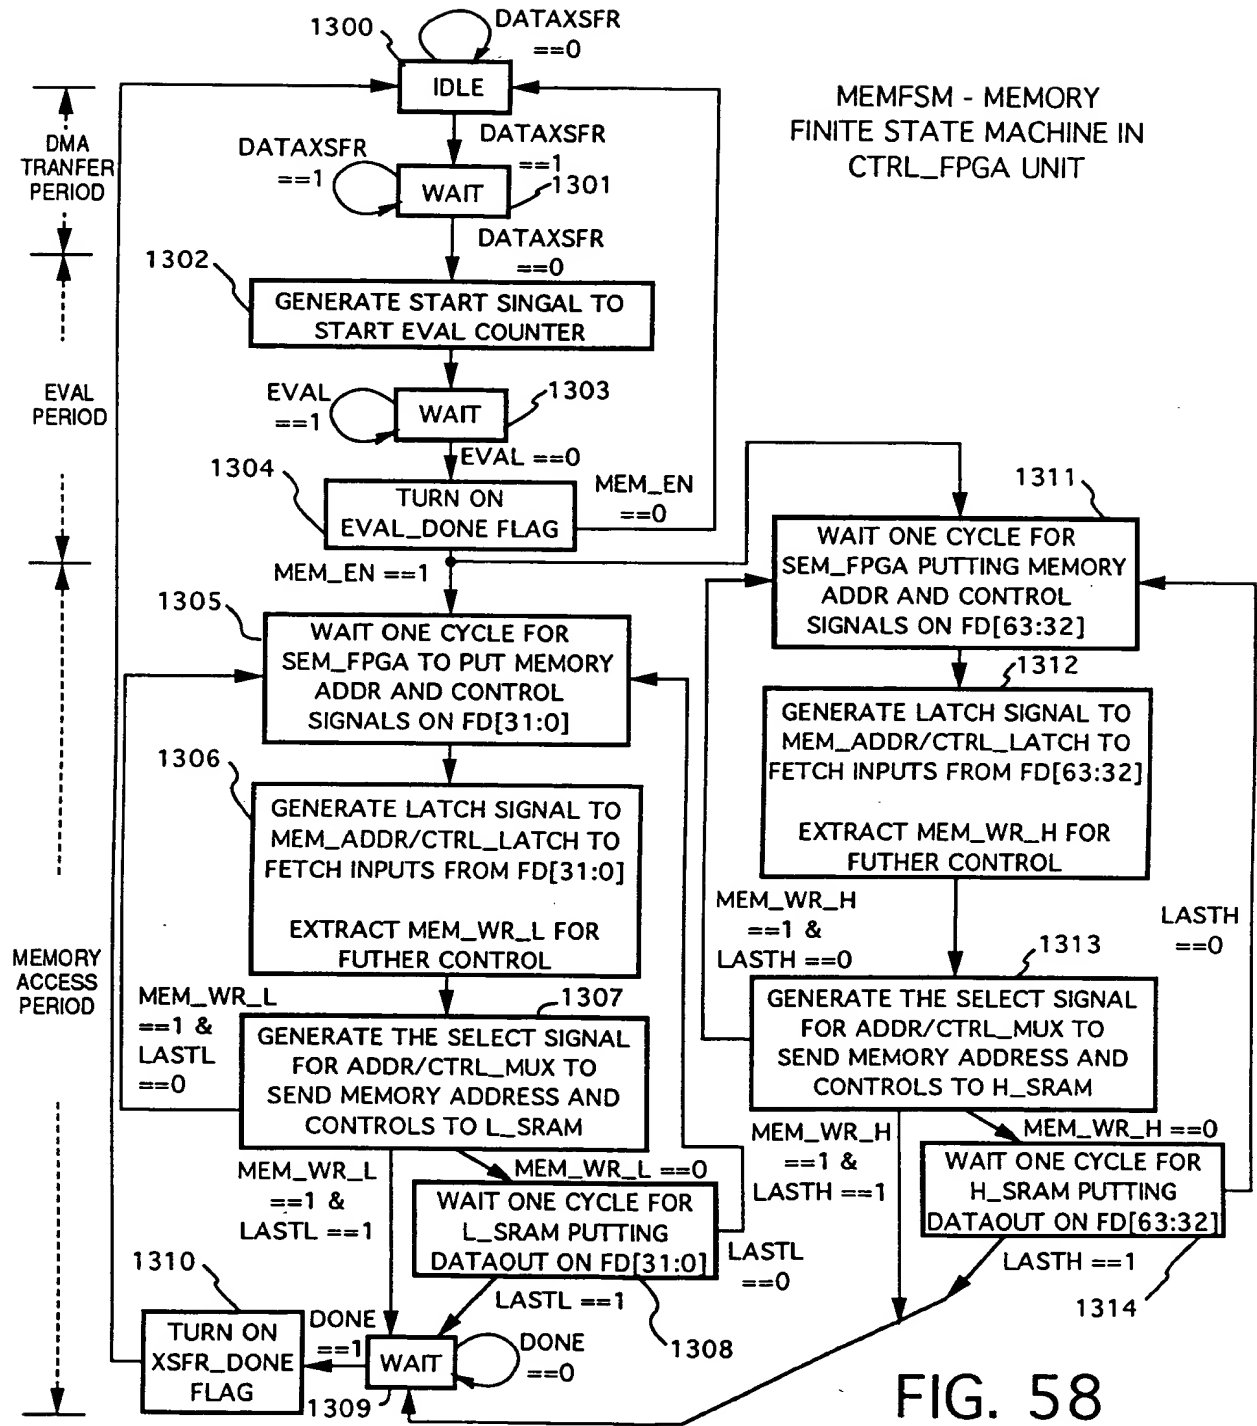 1300
DATAXSFR
==0
IDLE
MEMFSM - MEMORY
FINITE STATE MACHINE IN
CTRL_FPGA UNIT
DMA
TRANFER
PERIOD
DATAXSFR
==1
DATAXSFR
==1
WAIT
1301
DATAXSFR
==0
1302
GENERATE START SINGAL TO
START EVAL COUNTER
EVAL
PERIOD
EVAL
==1
WAIT
1303
EVAL ==0
1304
TURN ON
EVAL_DONE FLAG
MEM_EN
==0
MEM_EN ==1
1311
WAIT ONE CYCLE FOR
SEM_FPGA PUTTING MEMORY
ADDR AND CONTROL
SIGNALS ON FD[63:32]
1305
WAIT ONE CYCLE FOR
SEM_FPGA TO PUT MEMORY
ADDR AND CONTROL
SIGNALS ON FD[31:0]
1312
GENERATE LATCH SIGNAL TO
MEM_ADDR/CTRL_LATCH TO
FETCH INPUTS FROM FD[63:32]
EXTRACT MEM_WR_H FOR
FUTHER CONTROL
1306
GENERATE LATCH SIGNAL TO
MEM_ADDR/CTRL_LATCH TO
FETCH INPUTS FROM FD[31:0]
EXTRACT MEM_WR_L FOR
FUTHER CONTROL
MEM_WR_H
==1 &
LASTH ==0
LASTH
==0
1313
GENERATE THE SELECT SIGNAL
FOR ADDR/CTRL_MUX TO
SEND MEMORY ADDRESS AND
CONTROLS TO H_SRAM
MEMORY
ACCESS
PERIOD
MEM_WR_L
==1 &
LASTL
==0
1307
GENERATE THE SELECT SIGNAL
FOR ADDR/CTRL_MUX TO
SEND MEMORY ADDRESS AND
CONTROLS TO L_SRAM
MEM_WR_H
==1 &
LASTH ==1
MEM_WR_H ==0
WAIT ONE CYCLE FOR
H_SRAM PUTTING
DATAOUT ON FD[63:32]
LASTH ==1
1314
MEM_WR_L
==1 &
LASTL ==1
MEM_WR_L ==0
WAIT ONE CYCLE FOR
L_SRAM PUTTING
DATAOUT ON FD[31:0]
LASTL
==0
LASTL ==1
1308
1310
TURN ON
XSFR_DONE
FLAG
DONE
==1
WAIT
DONE
==0
1309
FIG. 58